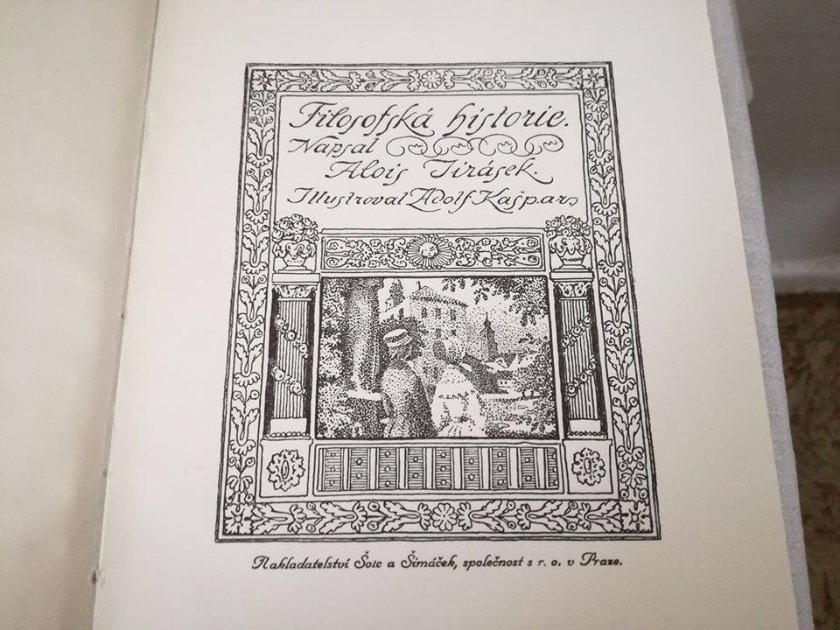 Filosofská historie.
Napsal
Alois Jirásek.
Illustroval Adolf Kašpar
Nakladatelství Šolc a Šimáček, společnost s r. o. v Praze.